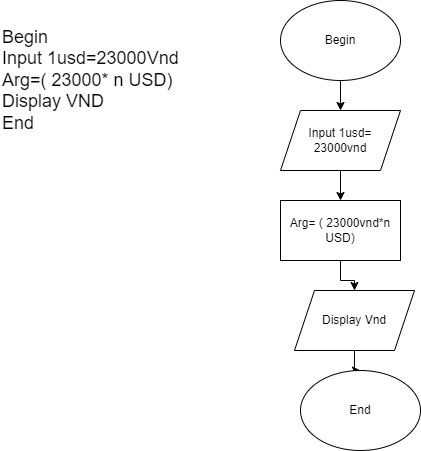 Begin
Input 1usd=23000Vnd
Arg=( 23000* n USD)
Display VND
End
Begin
Input 1usd=
23000vnd
Arg= ( 23000vnd*n
USD)
Display Vnd
End